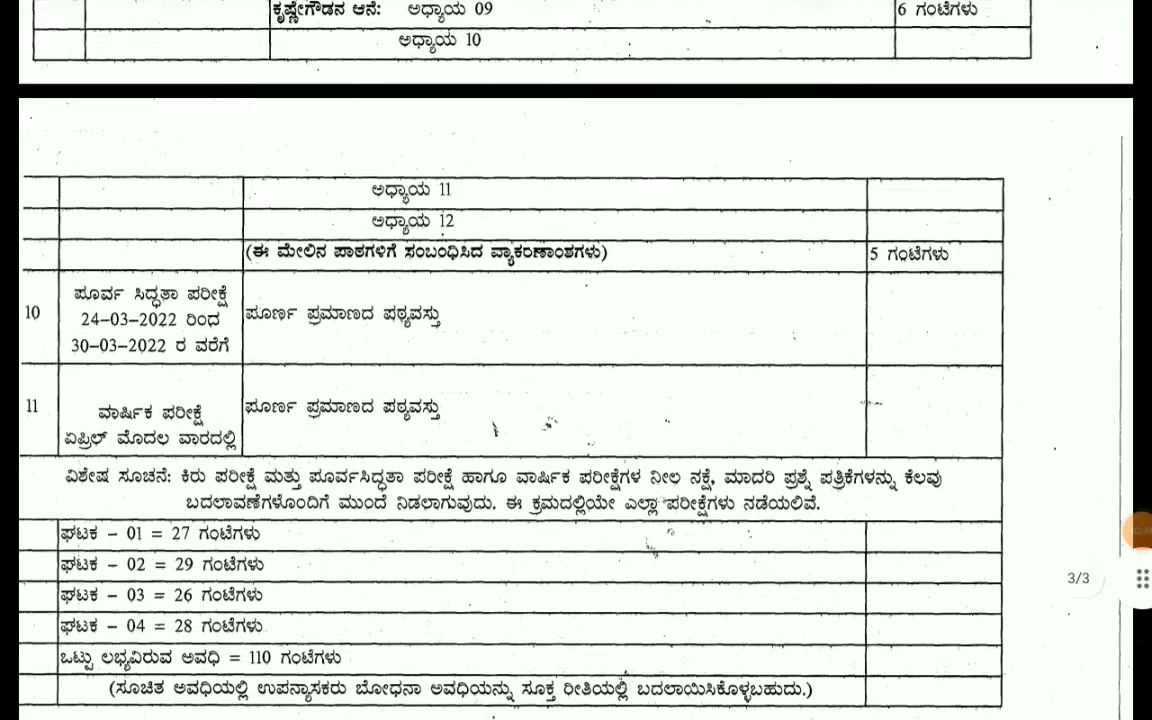 ಕೃಷ್ಣೇಗೌಡನ ಆನೆ: ಅಧ್ಯಾಯ 09 6 ಗಂಟೆಗಳು
ಅಧ್ಯಾಯ 10
ಅಧ್ಯಾಯ 11
ಅಧ್ಯಾಯ 12
(ಈ ಮೇಲಿನ ಪಾಠಗಳಿಗೆ ಸಂಬಂಧಿಸಿದ ವ್ಯಾಕರಣಾಂಶಗಳು) 5 ಗಂಟೆಗಳು
10 ಪೂರ್ವ ಸಿದ್ಧತಾ ಪರೀಕ್ಷೆ
24-03-2022 ರಿಂದ ಪೂರ್ಣ ಪ್ರಮಾಣದ ಪಠ್ಯವಸ್ತು
30-03-2022 ರ ವರೆಗೆ
11 ವಾರ್ಷಿಕ ಪರೀಕ್ಷೆ ಪೂರ್ಣ ಪ್ರಮಾಣದ ಪಠ್ಯವಸ್ತು
ಏಪ್ರಿಲ್ ಮೊದಲ ವಾರದಲ್ಲಿ
ವಿಶೇಷ ಸೂಚನೆ: ಕಿರು ಪರೀಕ್ಷೆ ಮತ್ತು ಪೂರ್ವಸಿದ್ಧತಾ ಪರೀಕ್ಷೆ ಹಾಗೂ ವಾರ್ಷಿಕ ಪರೀಕ್ಷೆಗಳ ನೀಲ ನಕ್ಷೆ, ಮಾದರಿ ಪ್ರಶ್ನೆ ಪತ್ರಿಕೆಗಳನ್ನು ಕೆಲವು
ಬದಲಾವಣೆಗಳೊಂದಿಗೆ ಮುಂದೆ ನಿಡಲಾಗುವುದು. ಈ ಕ್ರಮದಲ್ಲಿಯೇ ಎಲ್ಲಾ ಪರೀಕ್ಷೆಗಳು ನಡೆಯಲಿವೆ.
ಘಟಕ – 01 = 27 ಗಂಟೆಗಳು
ಘಟಕ – 02 = 29 ಗಂಟೆಗಳು
ಘಟಕ – 03 = 26 ಗಂಟೆಗಳು
3/3
ಘಟಕ – 04 = 28 ಗಂಟೆಗಳು
ಒಟ್ಟು ಲಭ್ಯವಿರುವ ಅವಧಿ = 110 ಗಂಟೆಗಳು
(ಸೂಚಿತ ಅವಧಿಯಲ್ಲಿ ಉಪನ್ಯಾಸಕರು ಬೋಧನಾ ಅವಧಿಯನ್ನು ಸೂಕ್ತ ರೀತಿಯಲ್ಲಿ ಬದಲಾಯಿಸಿಕೊಳ್ಳಬಹುದು.)